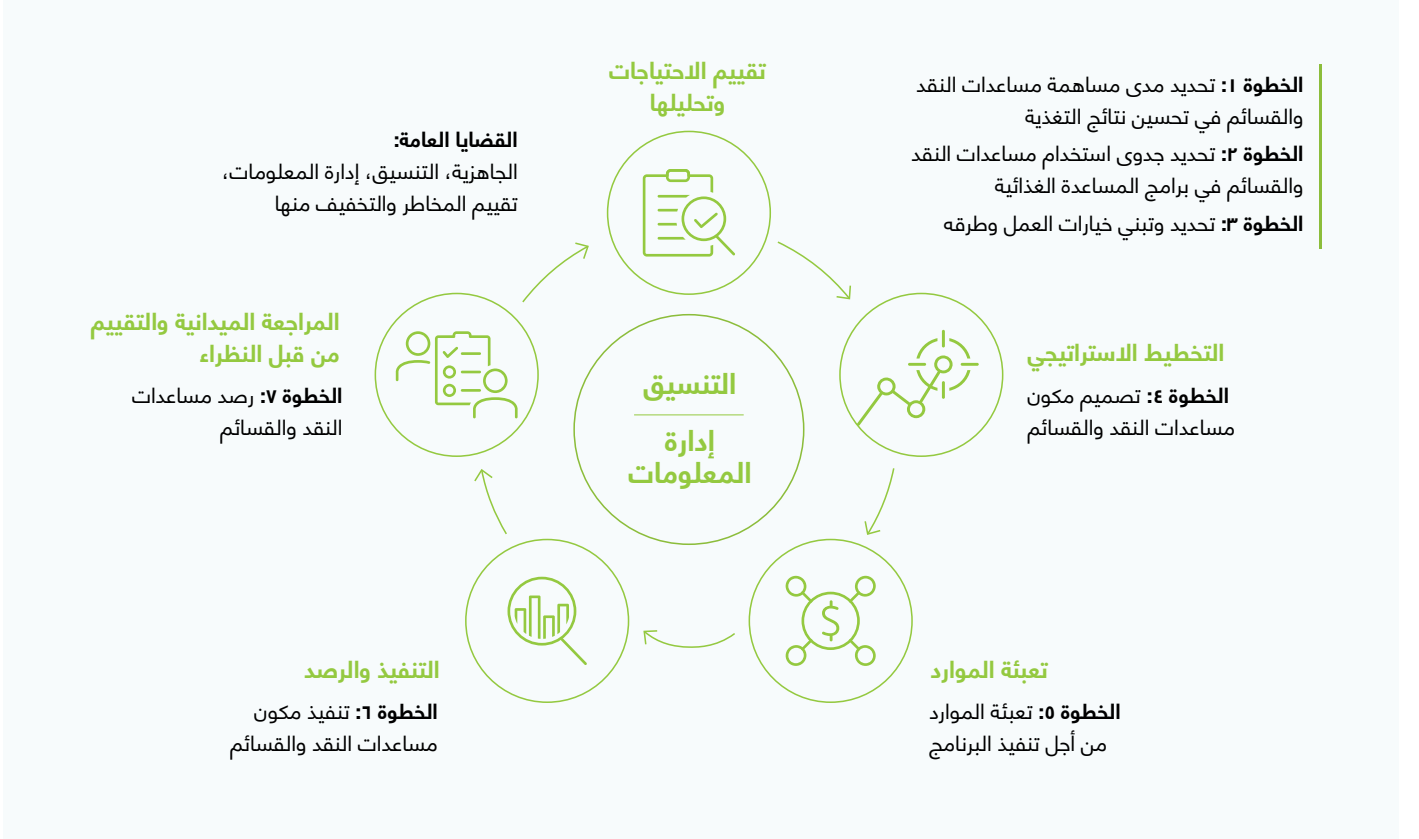 تقييم الاحتياجات
وتحليلها
الخطوة ١: تحديد مدى مساهمة مساعدات النقد
والقسائم في تحسين نتائج التغذية
الخطوة ٢: تحديد جدوى استخدام مساعدات النقد
والقسائم في برامج المساعدة الغذائية
الخطوة ٣: تحديد وتبني خيارات العمل وطرقه
القضايا العامة:
الجاهزية، التنسيق، إدارة المعلومات،
تقييم المخاطر والتخفيف منها
التخطيط الاستراتيجي
الخطوة ٤: تصميم مكون
مساعدات النقد والقسائم
تعبئة الموارد
الخطوة ٥: تعبئة الموارد
من أجل تنفيذ البرنامج
التنفيذ والرصد
الخطوة ٦: تنفيذ مكون
مساعدات النقد والقسائم
المراجعة الميدانية والتقييم
من قبل النظراء
الخطوة ٧: رصد مساعدات
النقد والقسائم
التنسيق
إدارة
المعلومات
$